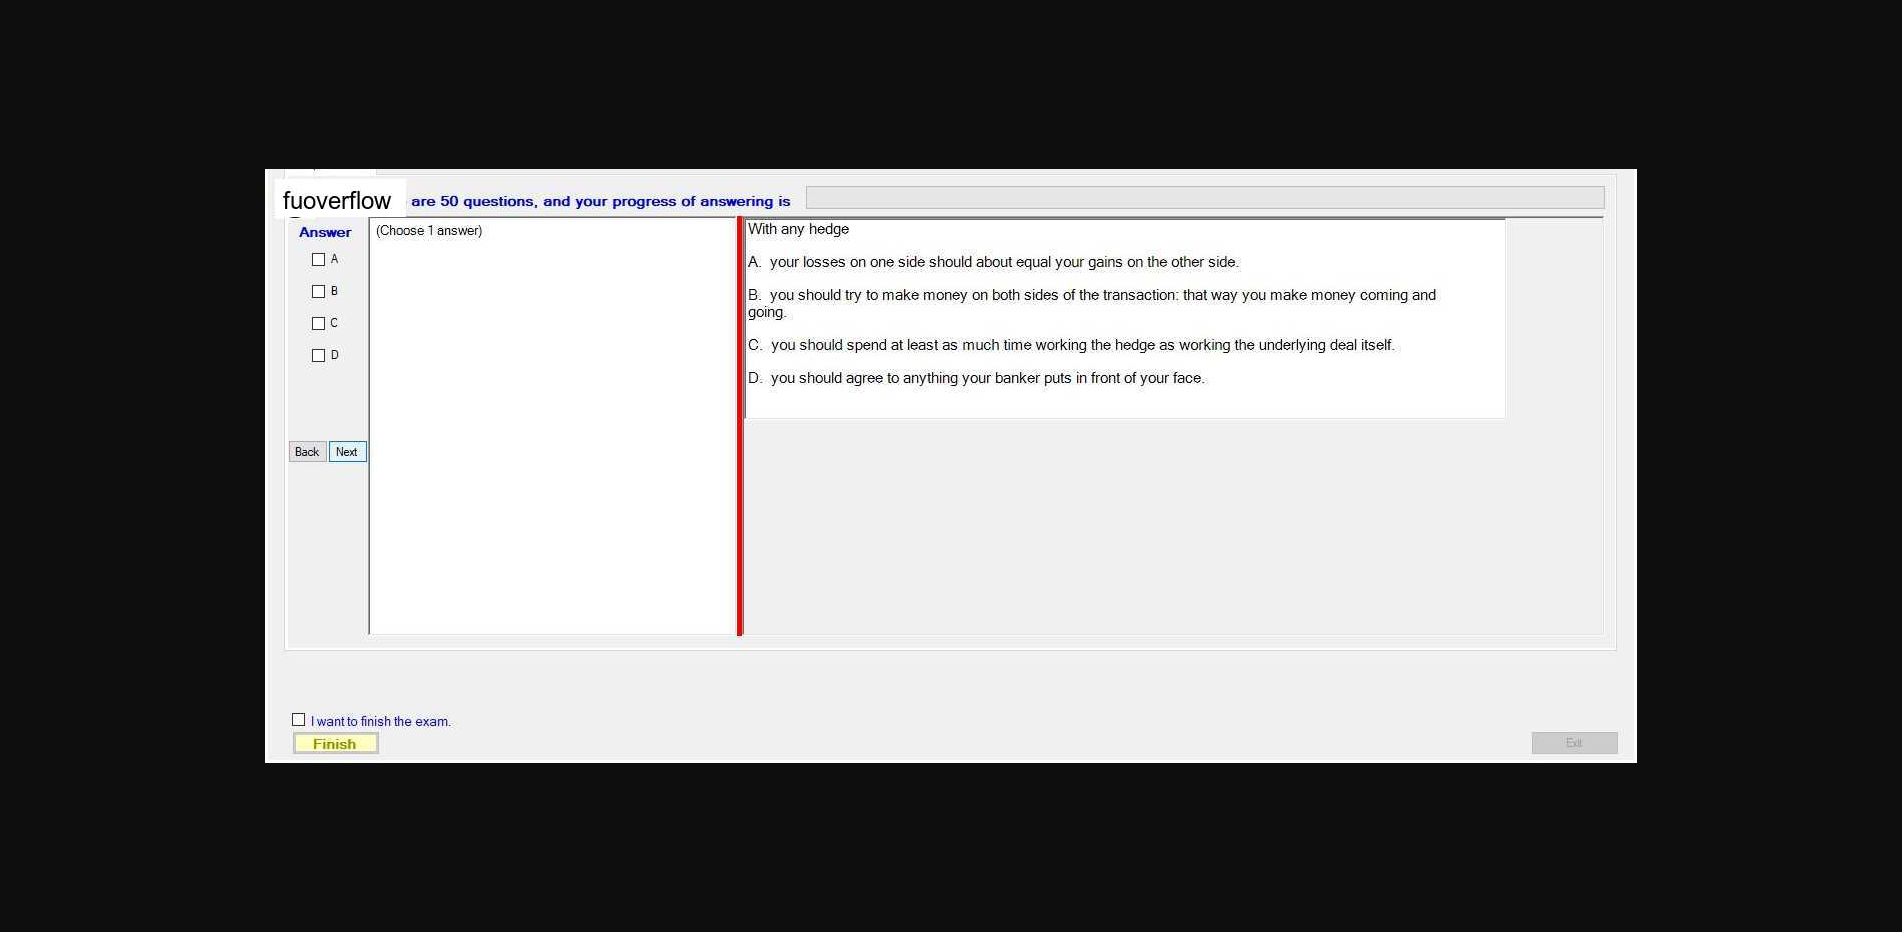 fuoverflow are 50 questions, and your progress of answering is
Answer
(Choose 1 answer)
A
B
C
D
Back Next
With any hedge
A. your losses on one side should about equal your gains on the other side.
B. you should try to make money on both sides of the transaction: that way you make money coming and
going.
C. you should spend at least as much time working the hedge as working the underlying deal itself.
D. you should agree to anything your banker puts in front of your face.
I want to finish the exam.
Finish
Exit